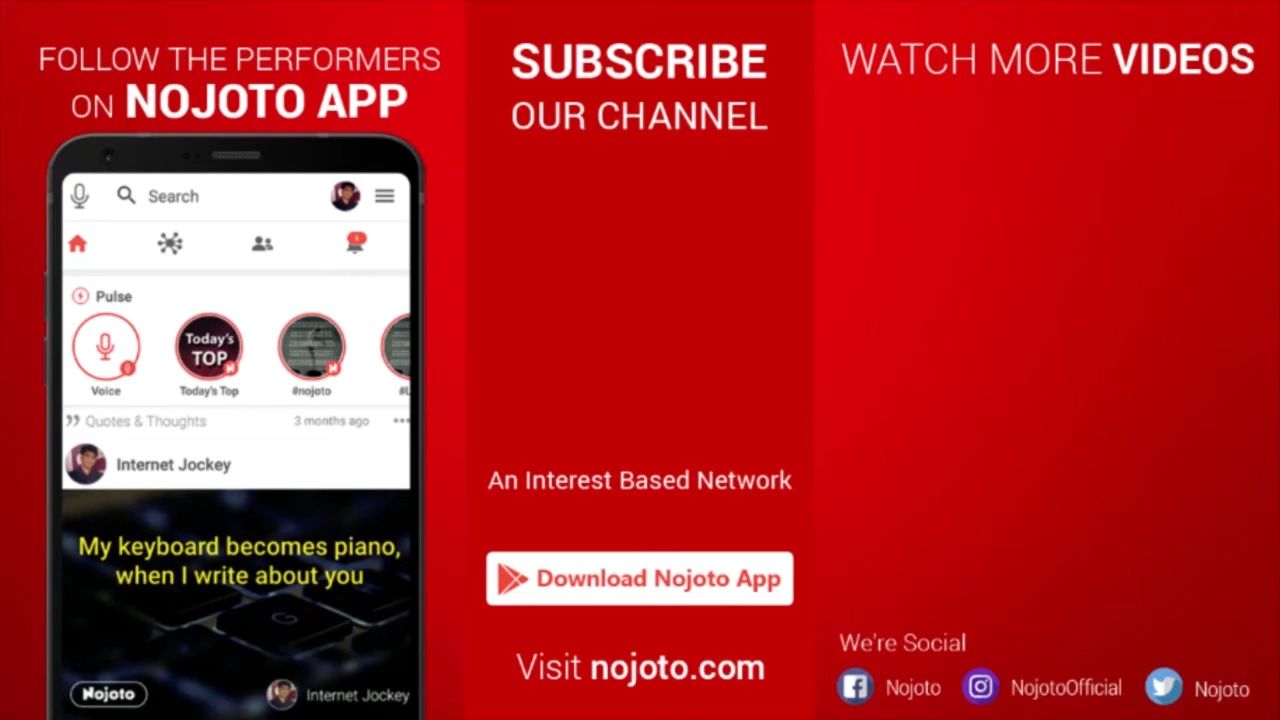 FOLLOW THE PERFORMERS
ON NOJOTO APP
Search
Pulse
Today's
TOP
Voice
Today's Top
#nojoto
#L
Quotes & Thoughts
3 months ago
Internet Jockey
My keyboard becomes piano,
when I write about you
Nojoto
Internet Jockey
SUBSCRIBE
OUR CHANNEL
An Interest Based Network
Download Nojoto App
Visit nojoto.com
WATCH MORE VIDEOS
We're Social
Nojoto
NojotoOfficial
Nojoto